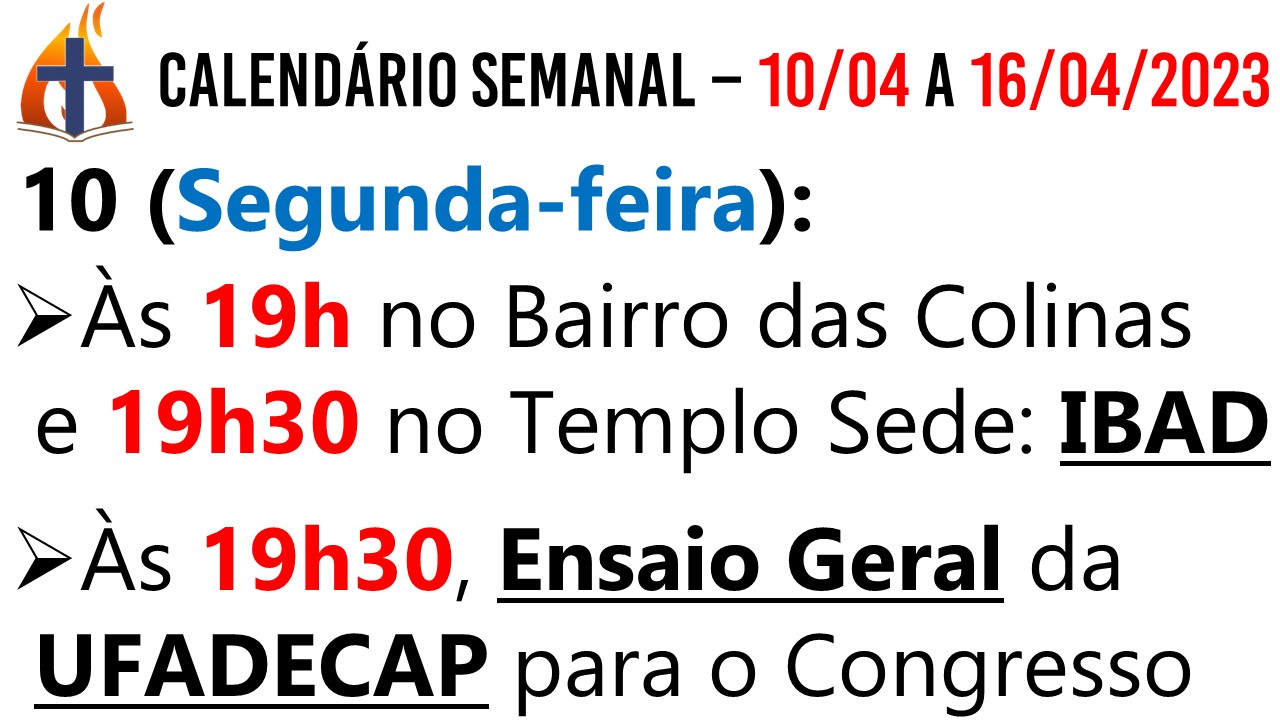 CALENDÁRIO SEMANAL – 10/04 A 16/04/2023
10 (Segunda-feira):
➢Às 19h no Bairro das Colinas
e 19h30 no Templo Sede: IBAD
➢Às 19h30, Ensaio Geral da
UFADECAP para o Congresso